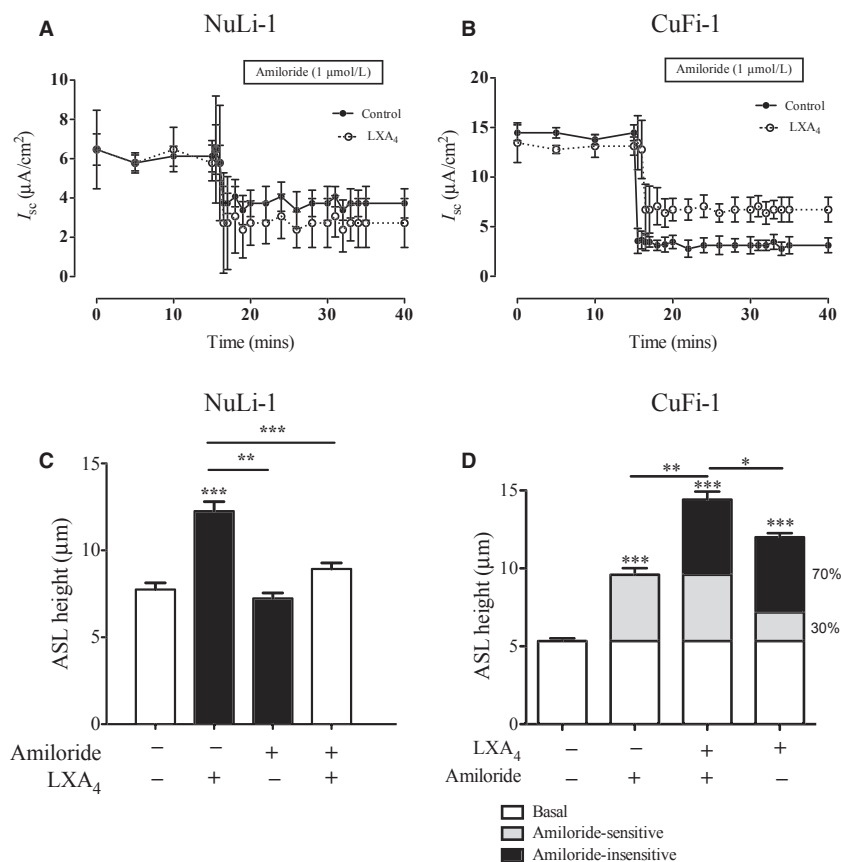 A
NuLi-1
Amiloride (1 μmol/L)
Control
LXA4
Isc (μA/cm²)
10
8
6
4
2
0
0 10 20 30 40
Time (mins)
B
CuFi-1
Amiloride (1 μmol/L)
Control
LXA4
Isc (μA/cm²)
20
15
10
5
0
0 10 20 30 40
Time (mins)
C
NuLi-1
***
**
***
ASL height (μm)
15
10
5
0
Amiloride – – + +
LXA4 – + – +
D
CuFi-1
** *
*** *** ***
70%
30%
ASL height (μm)
15
10
5
0
LXA4 – – + +
Amiloride – + + –
Basal
Amiloride-sensitive
Amiloride-insensitive